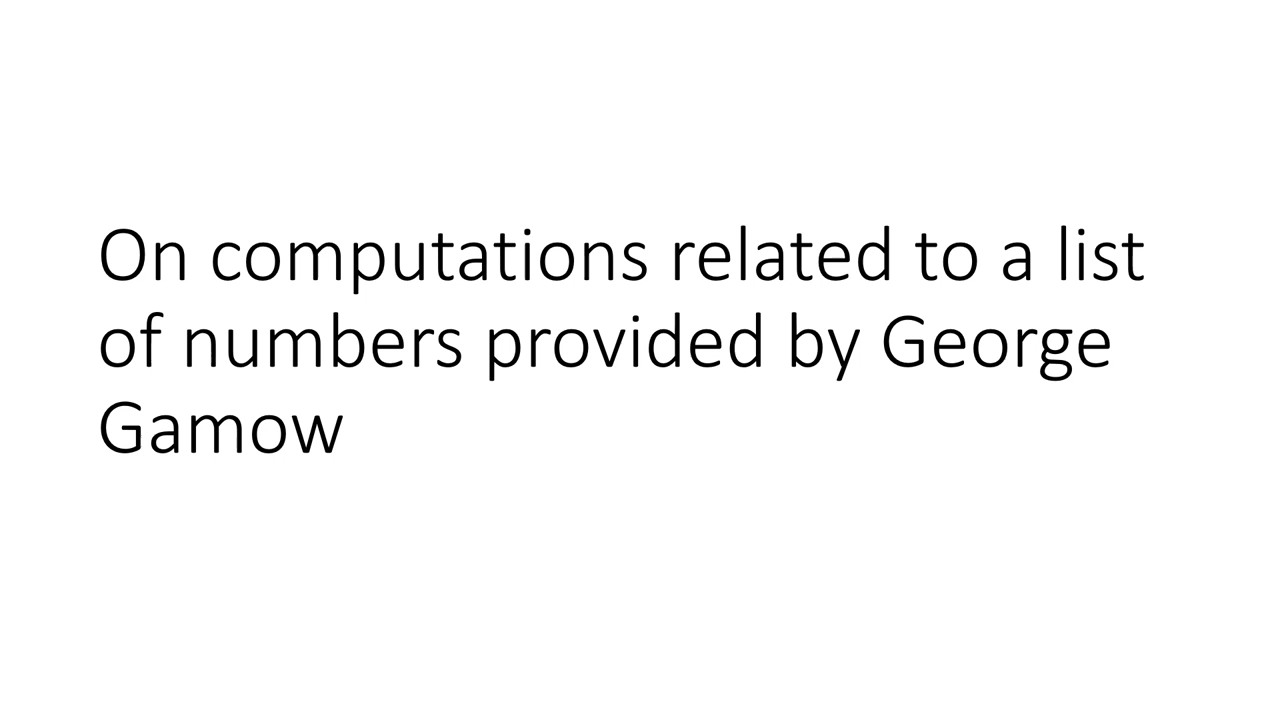 On computations related to a list
of numbers provided by George
Gamow